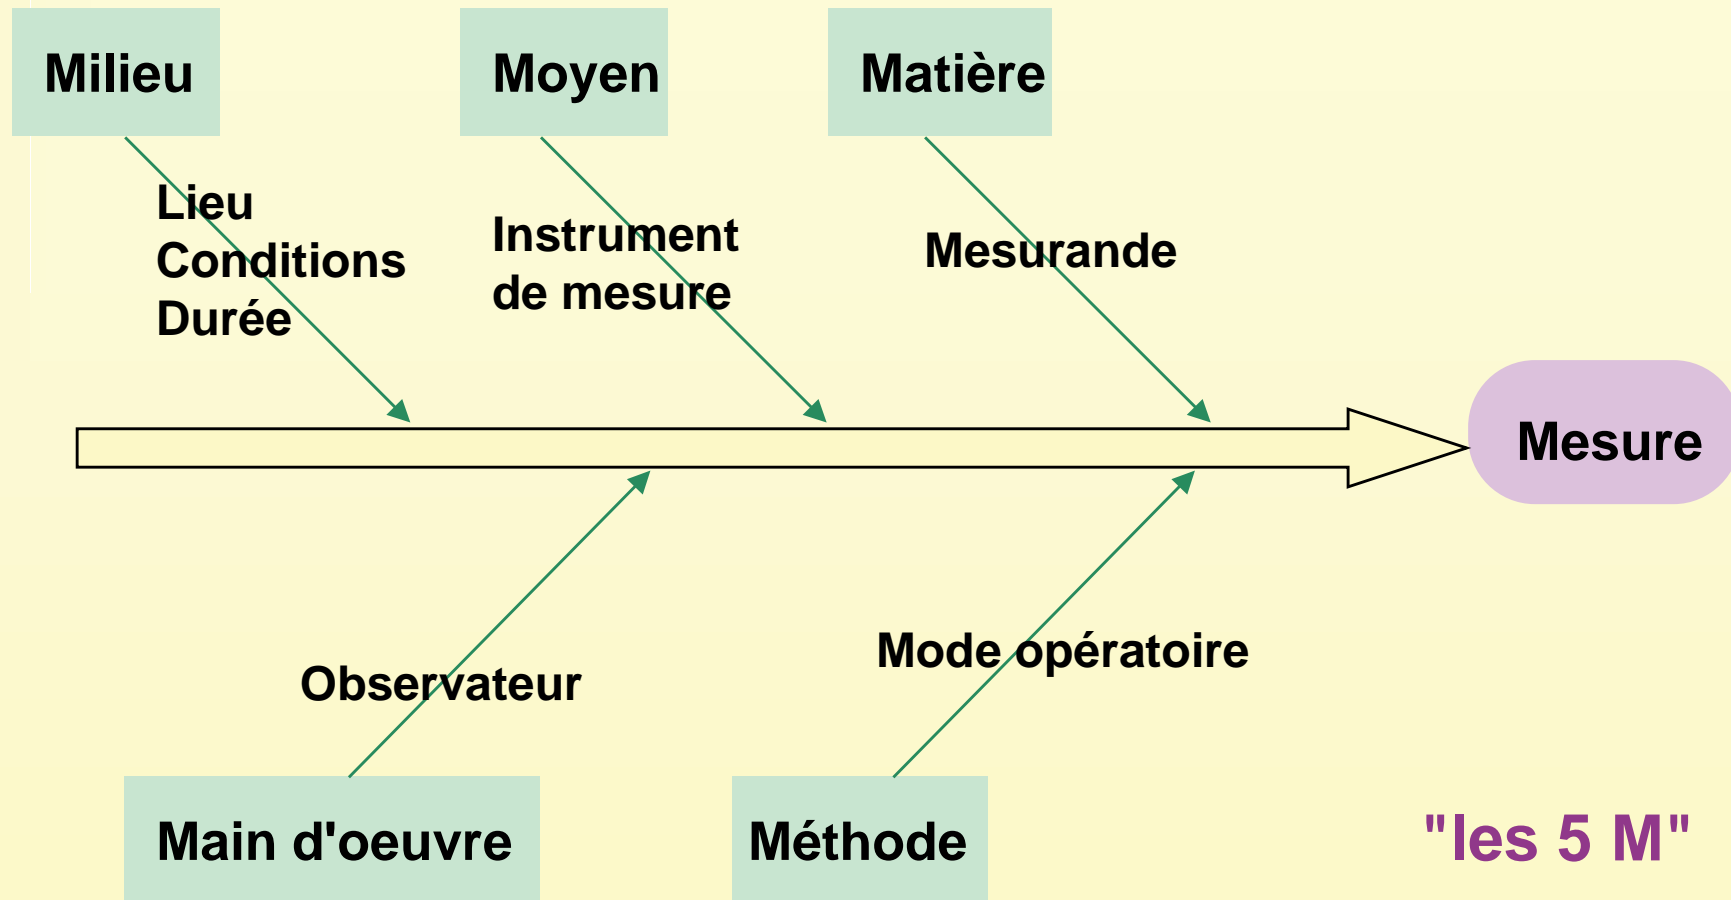 Milieu
Moyen
Matière
Lieu
Conditions
Durée
Instrument
de mesure
Mesurande
Mesure
Observateur
Mode opératoire
Main d'oeuvre
Méthode
"les 5 M"